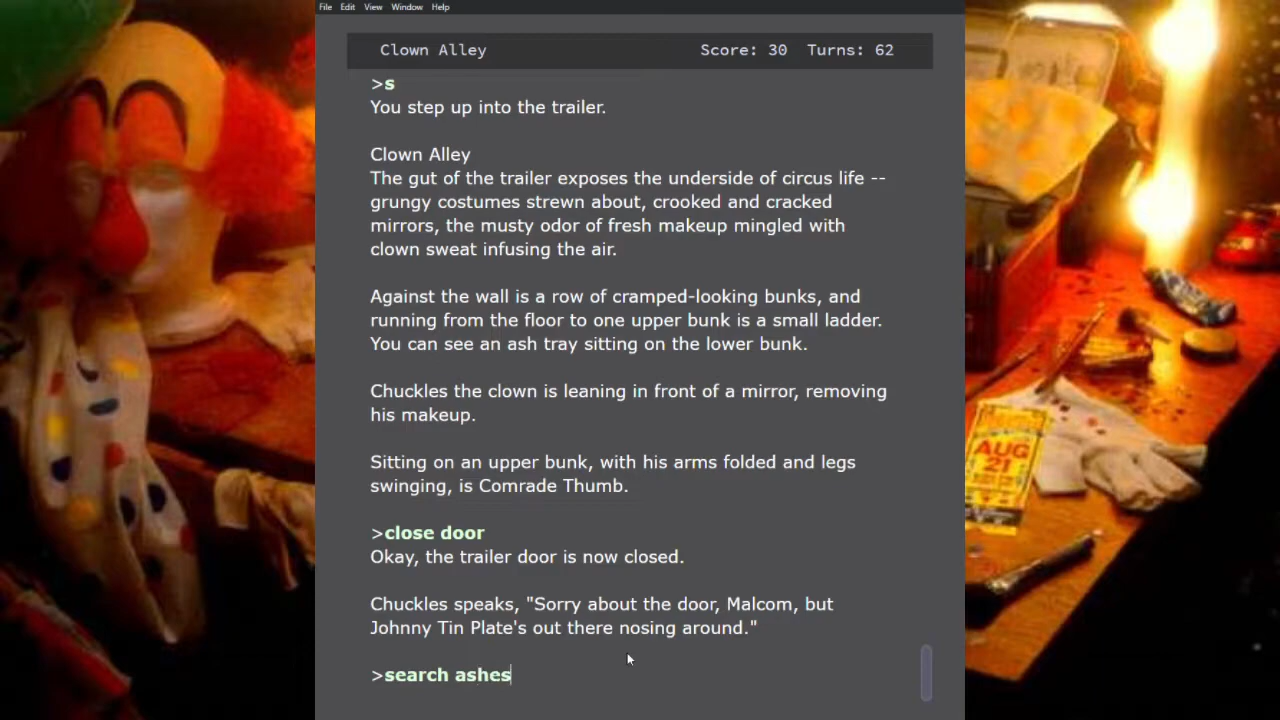 File Edit View Window Help
Clown Alley Score: 30 Turns: 62
>s
You step up into the trailer.
Clown Alley
The gut of the trailer exposes the underside of circus life --
grungy costumes strewn about, crooked and cracked
mirrors, the musty odor of fresh makeup mingled with
clown sweat infusing the air.
Against the wall is a row of cramped-looking bunks, and
running from the floor to one upper bunk is a small ladder.
You can see an ash tray sitting on the lower bunk.
Chuckles the clown is leaning in front of a mirror, removing
his makeup.
Sitting on an upper bunk, with his arms folded and legs
swinging, is Comrade Thumb.
>close door
Okay, the trailer door is now closed.
Chuckles speaks, "Sorry about the door, Malcom, but
Johnny Tin Plate's out there nosing around."
>search ashes
AUG
21